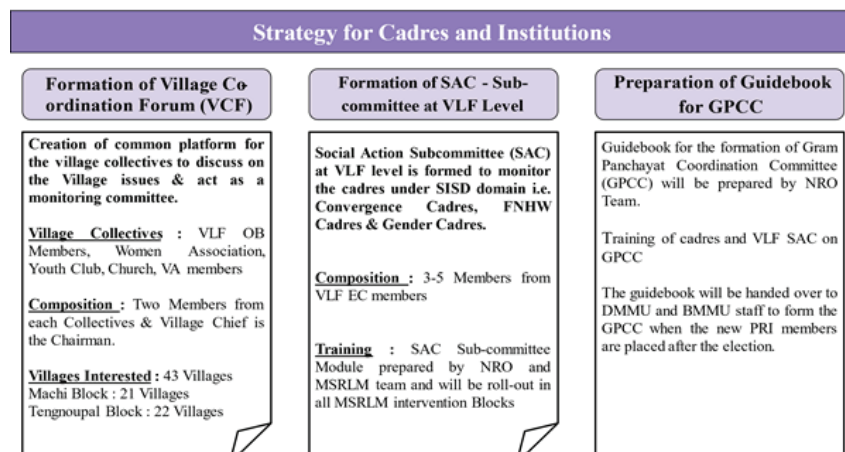 Strategy for Cadres and Institutions
Formation of Village Co-
ordination Forum (VCF)
Creation of common platform for
the village collectives to discuss on
the Village issues & act as a
monitoring committee.
Village Collectives : VLF OB
Members, Women Association,
Youth Club, Church, VA members
Composition : Two Members from
each Collectives & Village Chief is
the Chairman.
Villages Interested : 43 Villages
Machi Block : 21 Villages
Tengnoupal Block : 22 Villages
Formation of SAC - Sub-
committee at VLF Level
Social Action Subcommittee (SAC)
at VLF level is formed to monitor
the cadres under SISD domain i.e.
Convergence Cadres, FNHW
Cadres & Gender Cadres.
Composition : 3-5 Members from
VLF EC members
Training : SAC Sub-committee
Module prepared by NRO and
MSRLM team and will be roll-out in
all MSRLM intervention Blocks
Preparation of Guidebook
for GPCC
Guidebook for the formation of Gram
Panchayat Coordination Committee
(GPCC) will be prepared by NRO
Team.
Training of cadres and VLF SAC on
GPCC
The guidebook will be handed over to
DMMU and BMMU staff to form the
GPCC when the new PRI members
are placed after the election.